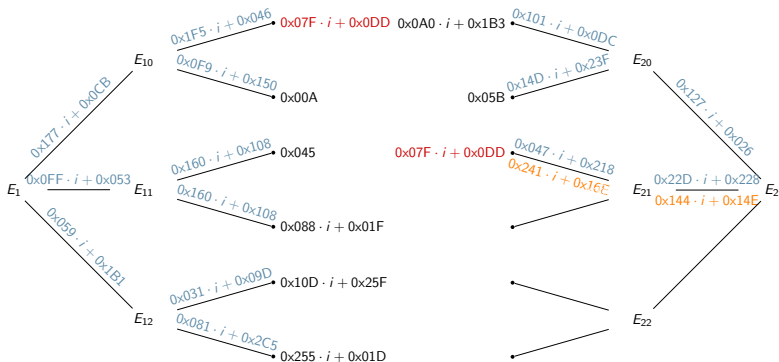 0x1F5 · i + 0x046
0x07F · i + 0x0DD
0x0A0 · i + 0x1B3
0x101 · i + 0x0DC
E10
E20
0x0F9 · i + 0x150
0x14D · i + 0x23F
0x00A
0x05B
0x177 · i + 0x0CB
0x127 · i + 0x026
0x160 · i + 0x108
0x045
0x07F · i + 0x0DD
0x047 · i + 0x218
0x241 · i + 0x16E
E1
0x0FF · i + 0x053
E11
E21
0x22D · i + 0x228
0x144 · i + 0x14E
E2
0x160 · i + 0x108
0x088 · i + 0x01F
0x059 · i + 0x1B1
0x031 · i + 0x09D
0x10D · i + 0x25F
E12
E22
0x081 · i + 0x2C5
0x255 · i + 0x01D